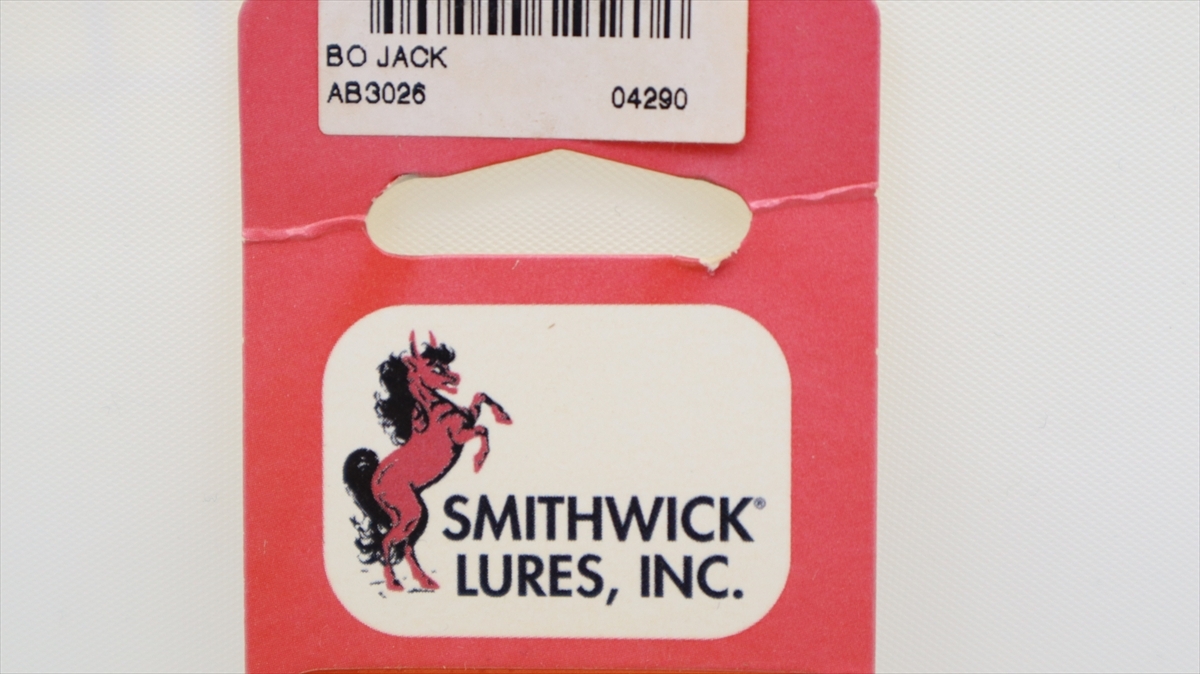 BO JACK
AB3026 04290
SMITHWICK®
LURES, INC.